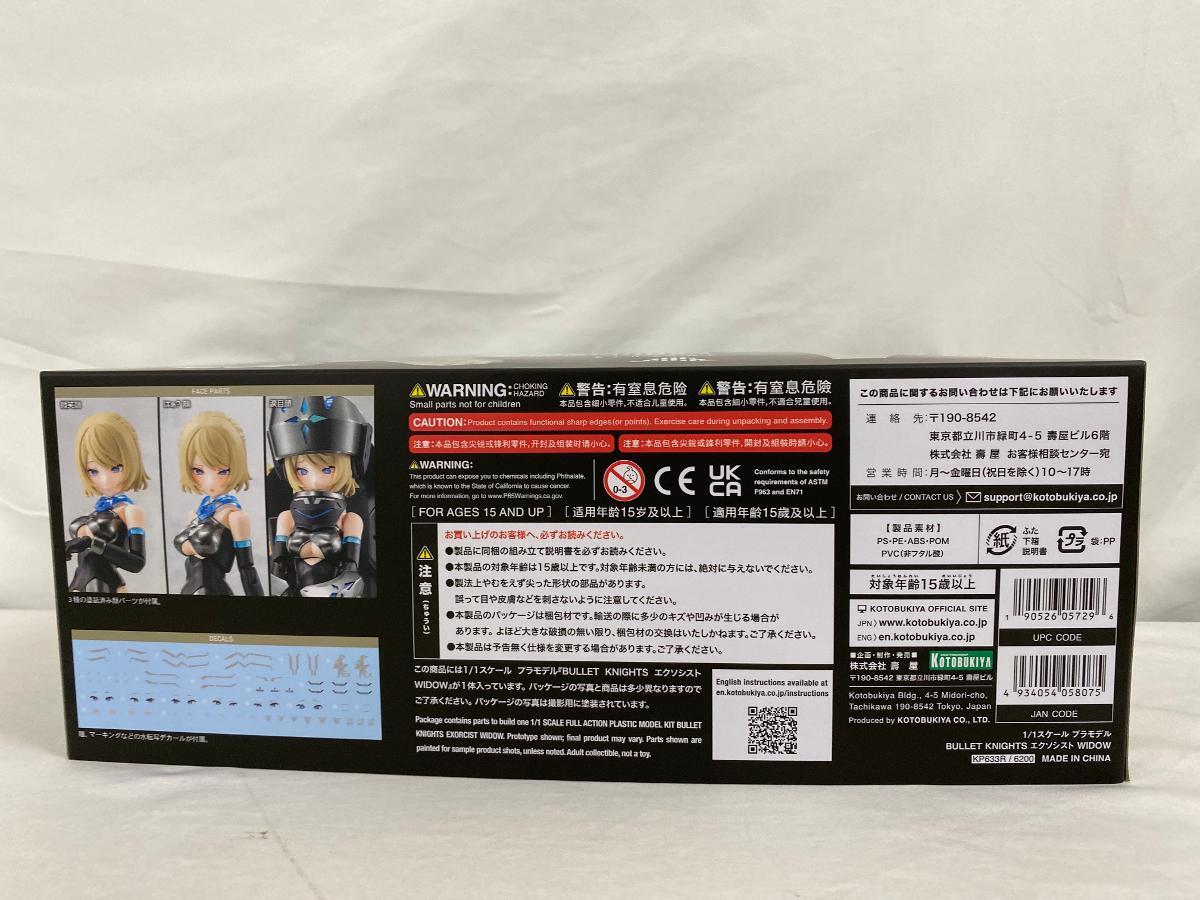 FACE PARTS
微笑顔
涙目顔
3種の塗装済み顔パーツが付属。
DECALS
瞳、マーキングなどの水転写デカールが付属。
WARNING: CHOKING HAZARD
Small parts not for children
警告:有窒息危险
本品包含细小零件,不适合儿童使用。
警告:有窒息危險
本品包含細小零件,不適合兒童使用。
CAUTION:Product contains functional sharp edges(or points). Exercise care during unpacking and assembly.
注意:本品包含尖锐或锋利零件,开封及组装时请小心。
注意:本品包含尖銳或鋒利零件,開封及組裝時請小心。
WARNING:
This product can expose you to chemicals including Phthalate,
which is known to the State of California to cause cancer.
For more information, go to www.P65Warnings.ca.gov.
0-3
CE
UK
CA
Conforms to the safety
requirements of ASTM
F963 and EN71
[ FOR AGES 15 AND UP ] [ 适用年龄15岁及以上 ] [ 適用年齡15歲及以上 ]
注意(ちゅうい)
お買い上げのお客様へ、必ずお読みください。
●製品に同梱の組み立て説明書を必ずお読みください。
●本製品の対象年齢は15歳以上です。対象年齢未満の方には、絶対に与えないでください。
●製法上やむをえず尖った形状の部品があります。
誤って目や皮膚などを刺さないように注意してください。
●本製品のパッケージは梱包材です。輸送の際に多少のキズや凹みが生じる場合が
あります。よほど大きな破損の無い限り、梱包材の交換はいたしかねます。ご了承ください。
●本製品は予告無く仕様を変更する場合がありますが、ご了承ください。
この商品には1/1スケール プラモデル『BULLET KNIGHTS エクソシスト
WIDOW』が1体入っています。パッケージの写真と商品は多少異なりますので
ご了承ください。パッケージの写真は撮影用に塗装されています。
Package contains parts to build one 1/1 SCALE FULL ACTION PLASTIC MODEL KIT BULLET
KNIGHTS EXORCIST WIDOW. Prototype shown; final product may vary. Parts shown are
painted for sample product shots, unless noted. Adult collectible, not a toy.
English instructions available at
en.kotobukiya.co.jp/instructions
この商品に関するお問い合わせは下記にお願いいたします
連絡先:〒190-8542
東京都立川市緑町4-5 壽屋ビル6階
株式会社 壽屋 お客様相談センター宛
営業時間:月〜金曜日(祝日を除く)10〜17時
お問い合わせ / CONTACT US support@kotobukiya.co.jp
【製品素材】
PS・PE・ABS・POM
PVC(非フタル酸)
紙
ふた
下箱
説明書
プラ
袋:PP
たいしょうねんれい さいいじょう
対象年齢15歳以上
KOTOBUKIYA OFFICIAL SITE
JPN www.kotobukiya.co.jp
ENG en.kotobukiya.co.jp
■企画・制作・発売■
株式会社 壽屋
KOTOBUKIYA
〒190-8542 東京都立川市緑町4-5 壽屋ビル
Kotobukiya Bldg., 4-5 Midori-cho,
Tachikawa 190-8542 Tokyo, Japan
Produced by KOTOBUKIYA CO., LTD.
1 90526 05729 6
UPC CODE
4 934054 058075
JAN CODE
1/1スケール プラモデル
BULLET KNIGHTS エクソシスト WIDOW
KP633R / 6200 MADE IN CHINA